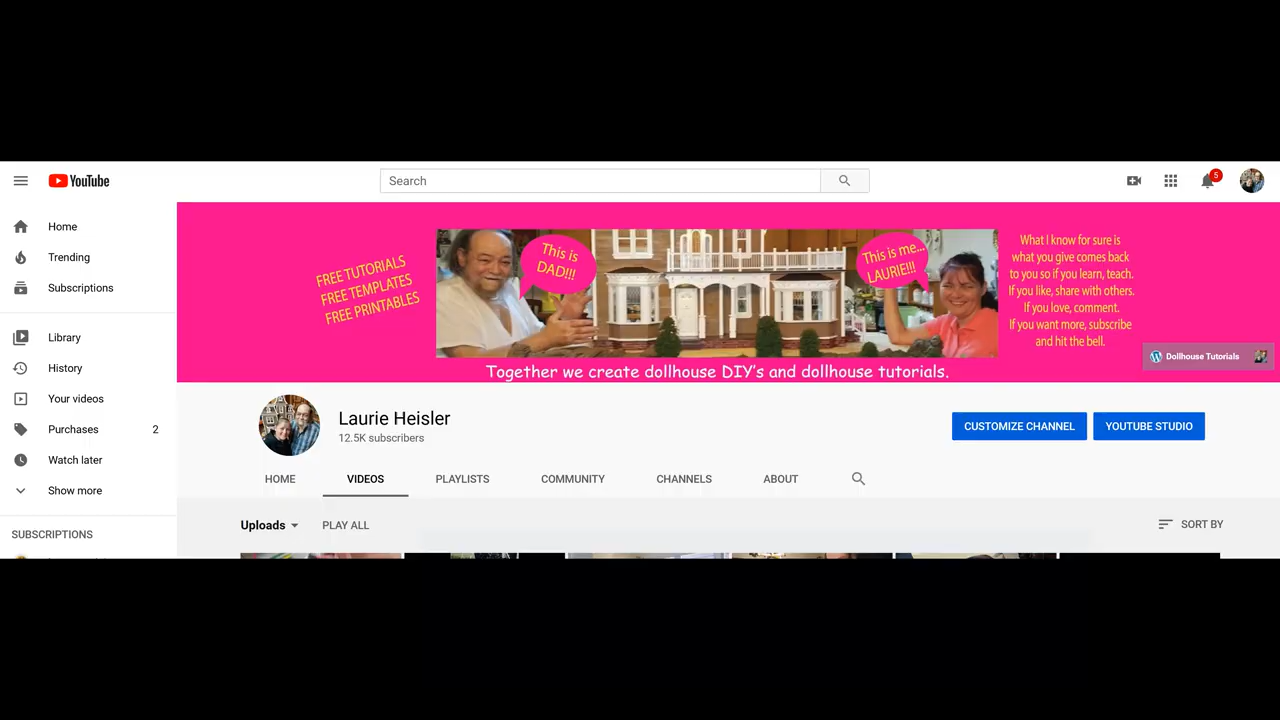 YouTube
Search
5
Home
Trending
Subscriptions
Library
History
Your videos
Purchases 2
Watch later
Show more
SUBSCRIPTIONS
FREE TUTORIALS
FREE TEMPLATES
FREE PRINTABLES
This is
DAD!!!
This is me...
LAURIE!!!
What I know for sure is
what you give comes back
to you so if you learn, teach.
If you like, share with others.
If you love, comment.
If you want more, subscribe
and hit the bell.
Dollhouse Tutorials
Together we create dollhouse DIY's and dollhouse tutorials.
Laurie Heisler
12.5K subscribers
CUSTOMIZE CHANNEL
YOUTUBE STUDIO
HOME VIDEOS PLAYLISTS COMMUNITY CHANNELS ABOUT
Uploads PLAY ALL SORT BY